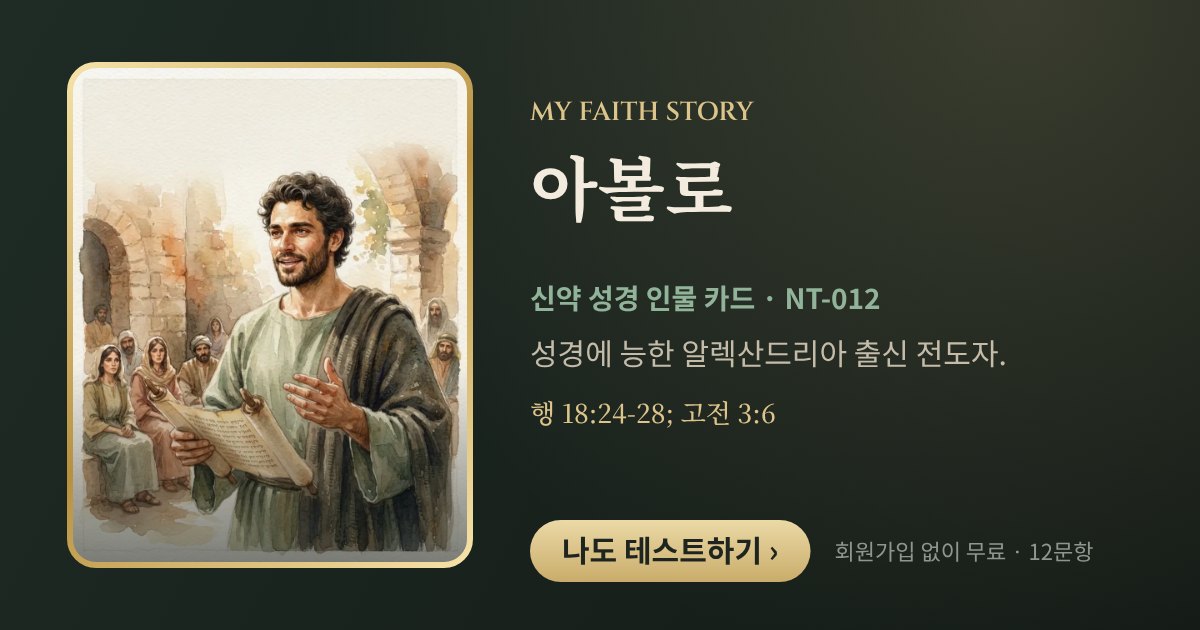 MY FAITH STORY
아볼로
신약 성경 인물 카드 · NT-012
성경에 능한 알렉산드리아 출신 전도자.
행 18:24-28; 고전 3:6
나도 테스트하기 ›
회원가입 없이 무료 · 12문항